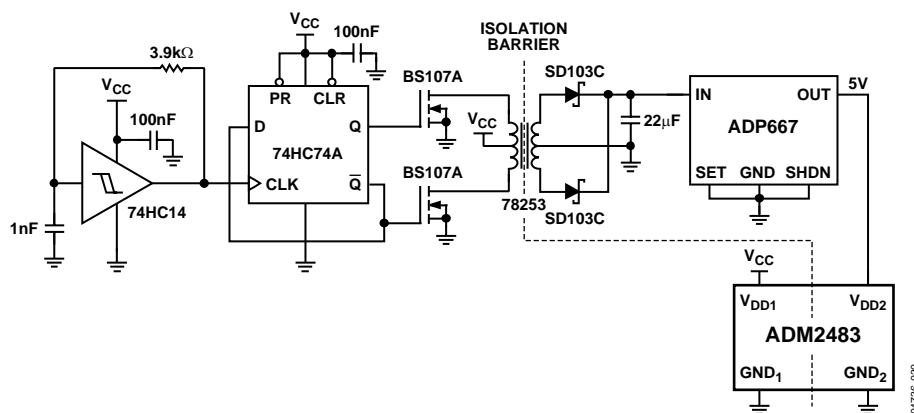 ISOLATION
BARRIER
VCC
100nF
3.9kΩ
BS107A
SD103C
VCC
100nF
PR
CLR
D
Q
74HC74A
CLK
Q̅
74HC14
1nF
VCC
BS107A
78253
SD103C
22µF
IN
OUT
5V
ADP667
SET
GND
SHDN
VCC
VDD1
VDD2
ADM2483
GND1
GND2